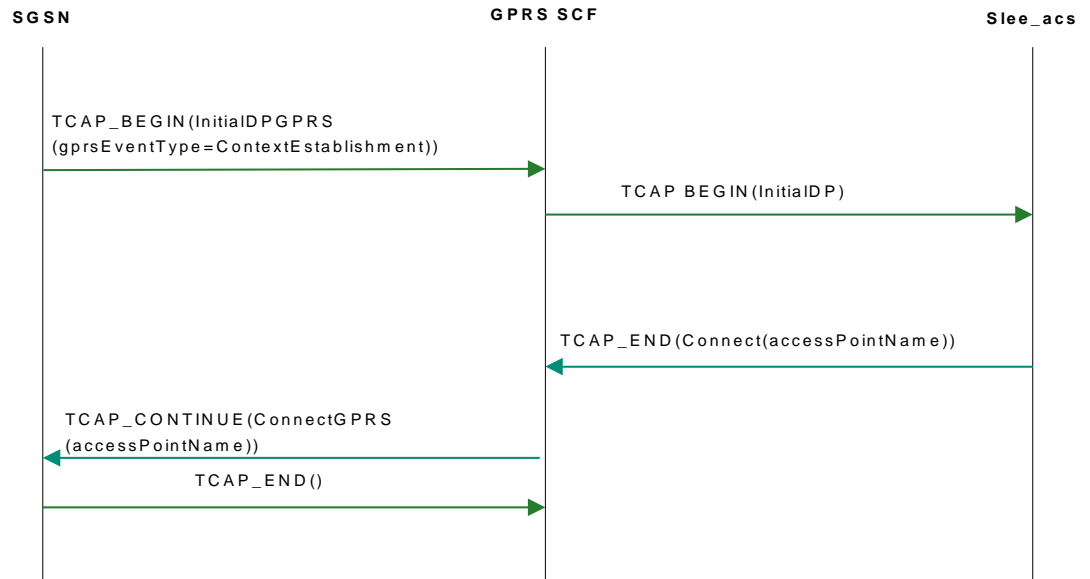 SGSN
GPRS SCF
Slee_acs
TCAP_BEGIN(InitialDPGPRS
(gprsEventType=ContextEstablishment))
TCAP BEGIN(InitialDP)
TCAP_END(Connect(accessPointName))
TCAP_CONTINUE(ConnectGPRS
(accessPointName))
TCAP_END()